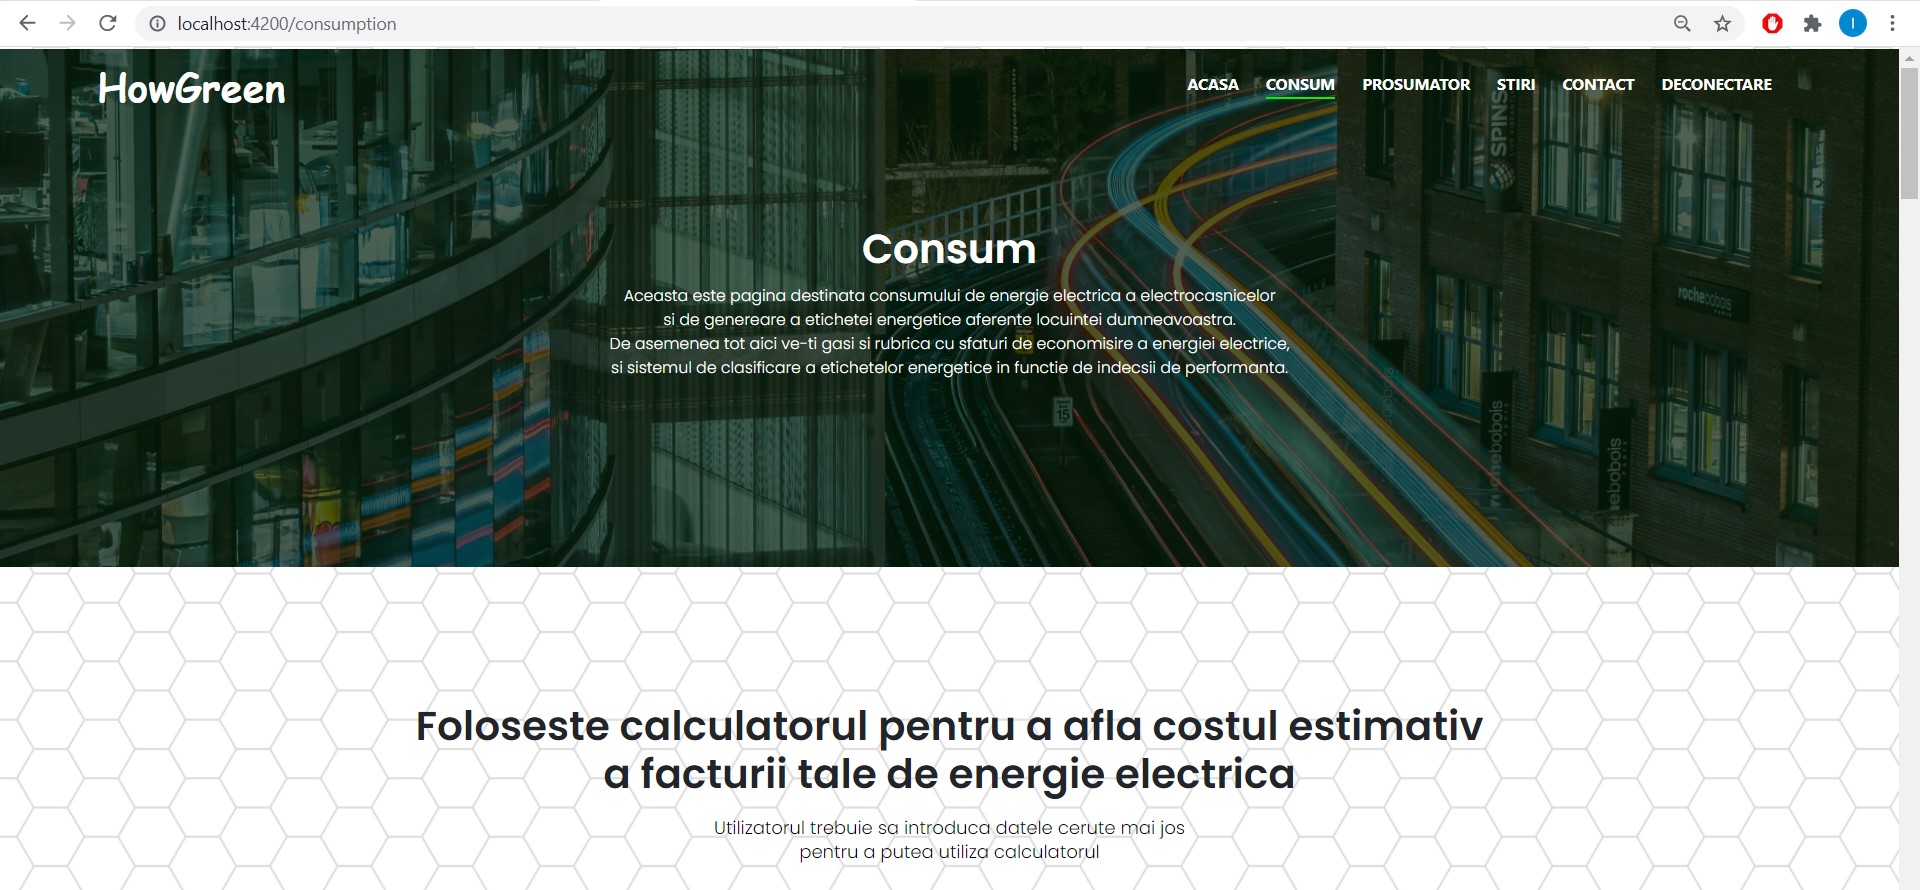 localhost:4200/consumption
I
HowGreen
ACASA CONSUM PROSUMATOR STIRI CONTACT DECONECTARE
SPINS
Consum
Aceasta este pagina destinata consumului de energie electrica a electrocasnicelor
si de genereare a etichetei energetice aferente locuintei dumneavoastra.
De asemenea tot aici ve-ti gasi si rubrica cu sfaturi de economisire a energiei electrice,
si sistemul de clasificare a etichetelor energetice in functie de indecsii de performanta.
rochebobois
PARIS
15
Foloseste calculatorul pentru a afla costul estimativ
a facturii tale de energie electrica
Utilizatorul trebuie sa introduca datele cerute mai jos
pentru a putea utiliza calculatorul